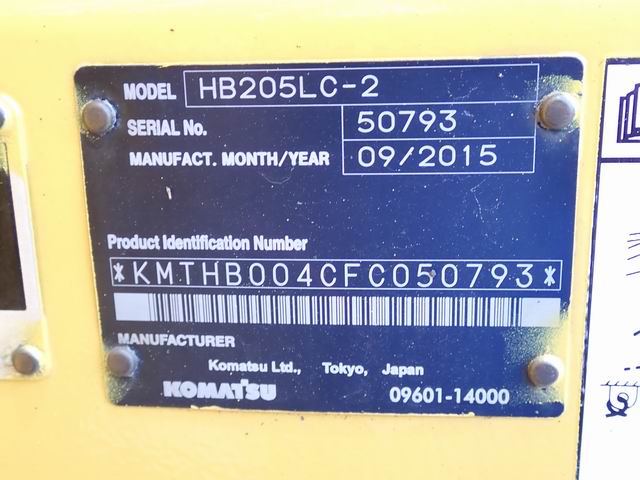 MODEL HB205LC-2
SERIAL No. 50793
MANUFACT. MONTH/YEAR 09/2015
Product Identification Number
*KMTHB004CFC050793*
MANUFACTURER
Komatsu Ltd., Tokyo, Japan
KOMATSU 09601-14000